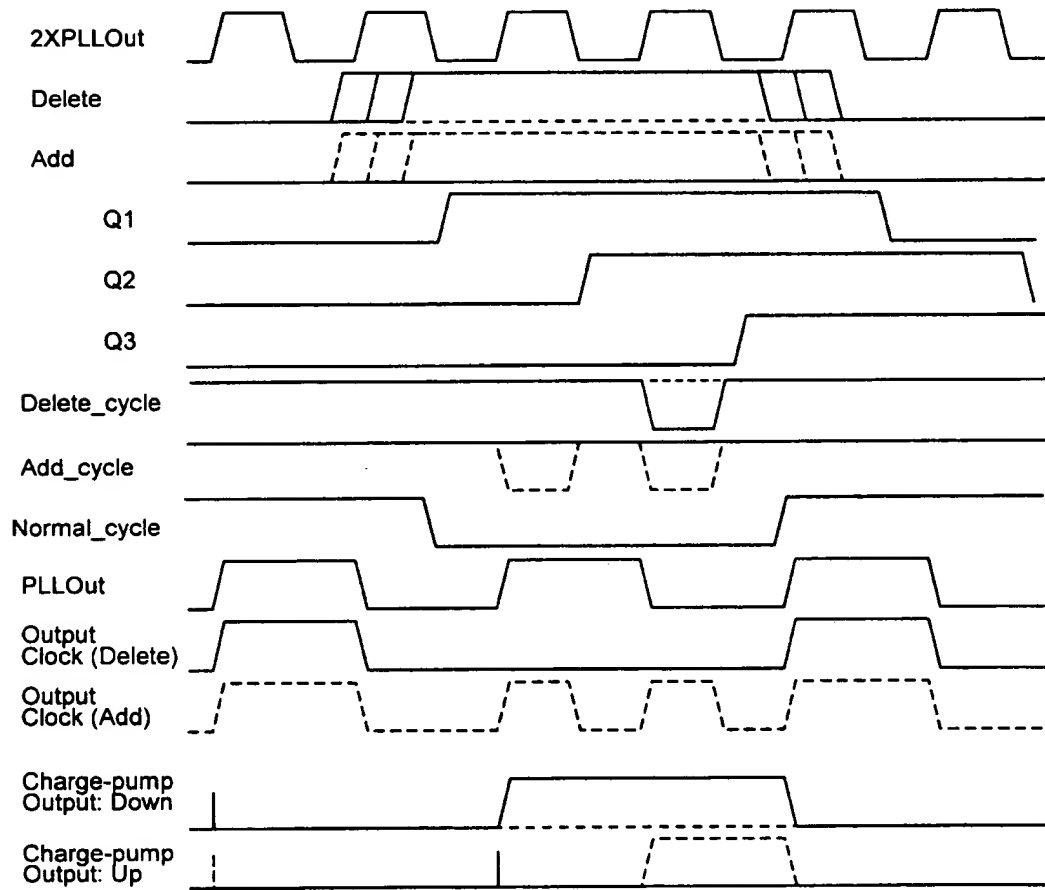 2XPLLOut
Delete
Add
Q1
Q2
Q3
Delete_cycle
Add_cycle
Normal_cycle
PLLOut
Output
Clock (Delete)
Output
Clock (Add)
Charge-pump
Output: Down
Charge-pump
Output: Up